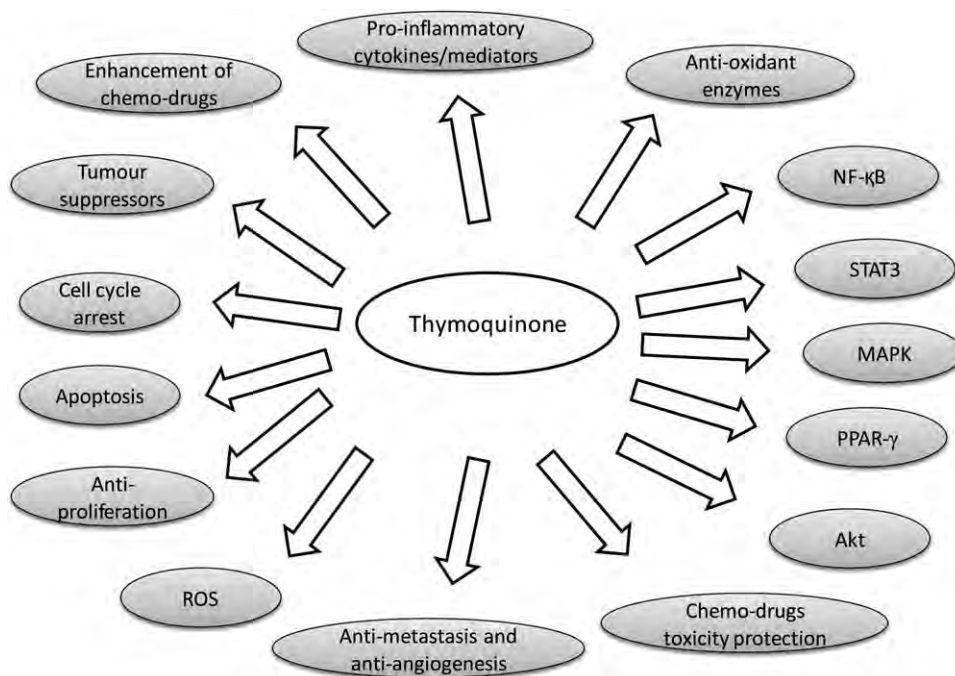 Pro-inflammatory
cytokines/mediators
Enhancement of
chemo-drugs
Anti-oxidant
enzymes
Tumour
suppressors
NF-κB
STAT3
Cell cycle
arrest
Thymoquinone
MAPK
Apoptosis
PPAR-γ
Anti-
proliferation
Akt
ROS
Chemo-drugs
toxicity protection
Anti-metastasis and
anti-angiogenesis